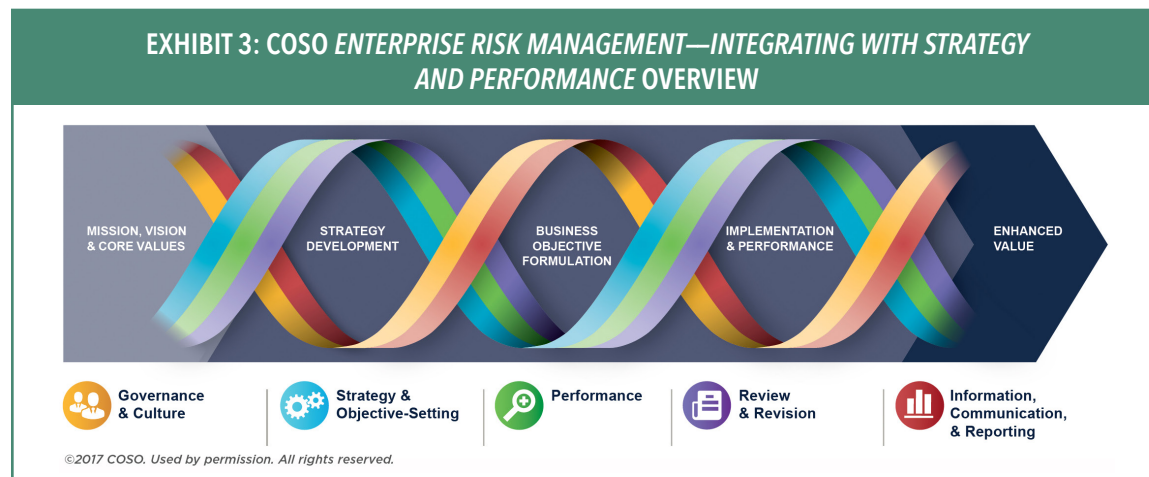 EXHIBIT 3: COSO ENTERPRISE RISK MANAGEMENT—INTEGRATING WITH STRATEGY
AND PERFORMANCE OVERVIEW
MISSION, VISION
& CORE VALUES
STRATEGY
DEVELOPMENT
BUSINESS
OBJECTIVE
FORMULATION
IMPLEMENTATION
& PERFORMANCE
ENHANCED
VALUE
Governance
& Culture
Strategy &
Objective-Setting
Performance
Review
& Revision
Information,
Communication,
& Reporting
©2017 COSO. Used by permission. All rights reserved.